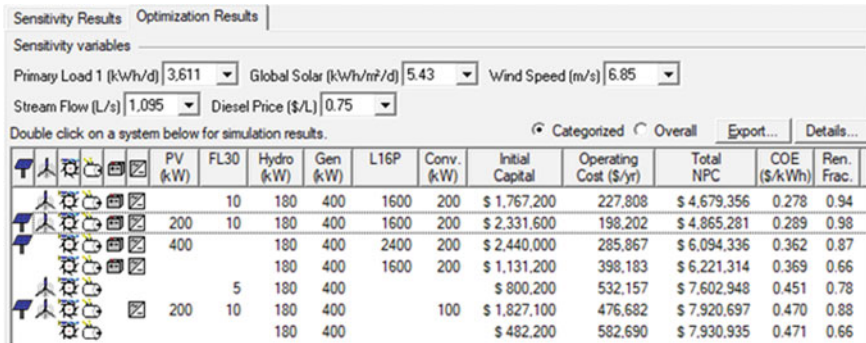 Sensitivity Results Optimization Results
Sensitivity variables
Primary Load 1 (kWh/d) 3,611 Global Solar (kWh/m²/d) 5.43 Wind Speed (m/s) 6.85
Stream Flow (L/s) 1,095 Diesel Price ($/L) 0.75
Double click on a system below for simulation results. Categorized Overall Export... Details...
PV (kW) FL30 Hydro (kW) Gen (kW) L16P Conv. (kW) Initial Capital Operating Cost ($/yr) Total NPC COE ($/kWh) Ren. Frac.
10 180 400 1600 200 $ 1,767,200 227,808 $ 4,679,356 0.278 0.94
200 10 180 400 1600 200 $ 2,331,600 198,202 $ 4,865,281 0.289 0.98
400 180 400 2400 200 $ 2,440,000 285,867 $ 6,094,336 0.362 0.87
180 400 1600 200 $ 1,131,200 398,183 $ 6,221,314 0.369 0.66
5 180 400 $ 800,200 532,157 $ 7,602,948 0.451 0.78
200 10 180 400 100 $ 1,827,100 476,682 $ 7,920,697 0.470 0.88
180 400 $ 482,200 582,690 $ 7,930,935 0.471 0.66